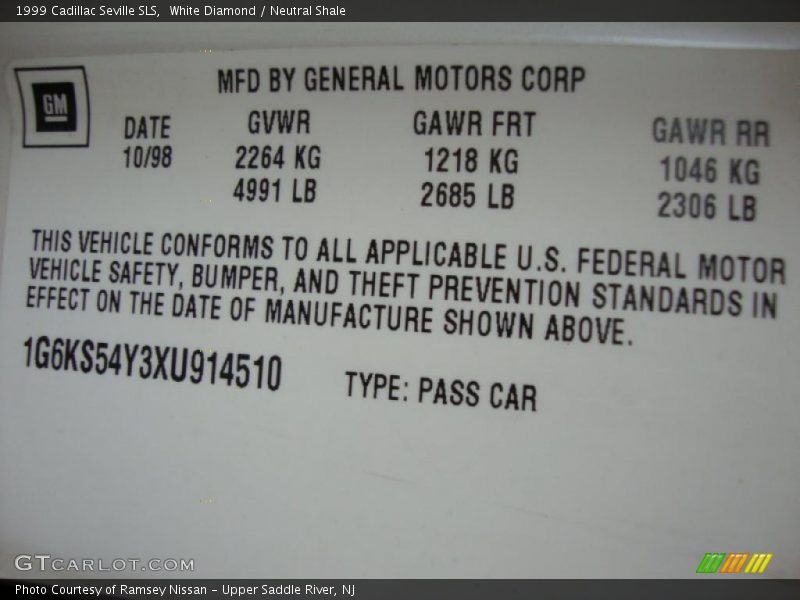 1999 Cadillac Seville SLS,  White Diamond / Neutral Shale
GM
MFD BY GENERAL MOTORS CORP
DATE GVWR GAWR FRT GAWR RR
10/98 2264 KG 1218 KG 1046 KG
4991 LB 2685 LB 2306 LB
THIS VEHICLE CONFORMS TO ALL APPLICABLE U.S. FEDERAL MOTOR
VEHICLE SAFETY, BUMPER, AND THEFT PREVENTION STANDARDS IN
EFFECT ON THE DATE OF MANUFACTURE SHOWN ABOVE.
1G6KS54Y3XU914510 TYPE: PASS CAR
GTCARLOT.COM
Photo Courtesy of Ramsey Nissan - Upper Saddle River, NJ